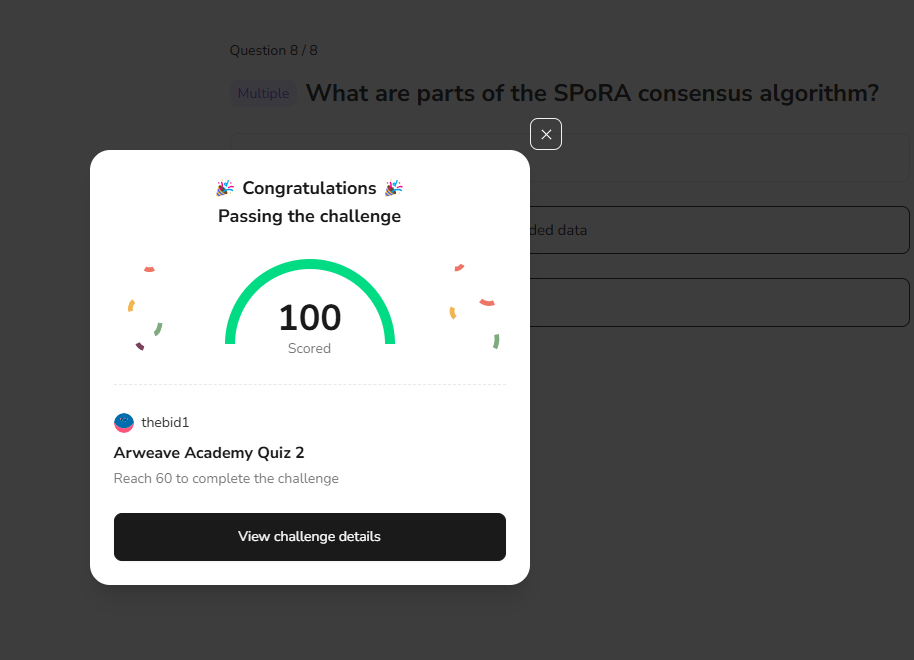 Question 8 / 8
Multiple What are parts of the SPoRA consensus algorithm?
ded data
Congratulations
Passing the challenge
100
Scored
thebid1
Arweave Academy Quiz 2
Reach 60 to complete the challenge
View challenge details